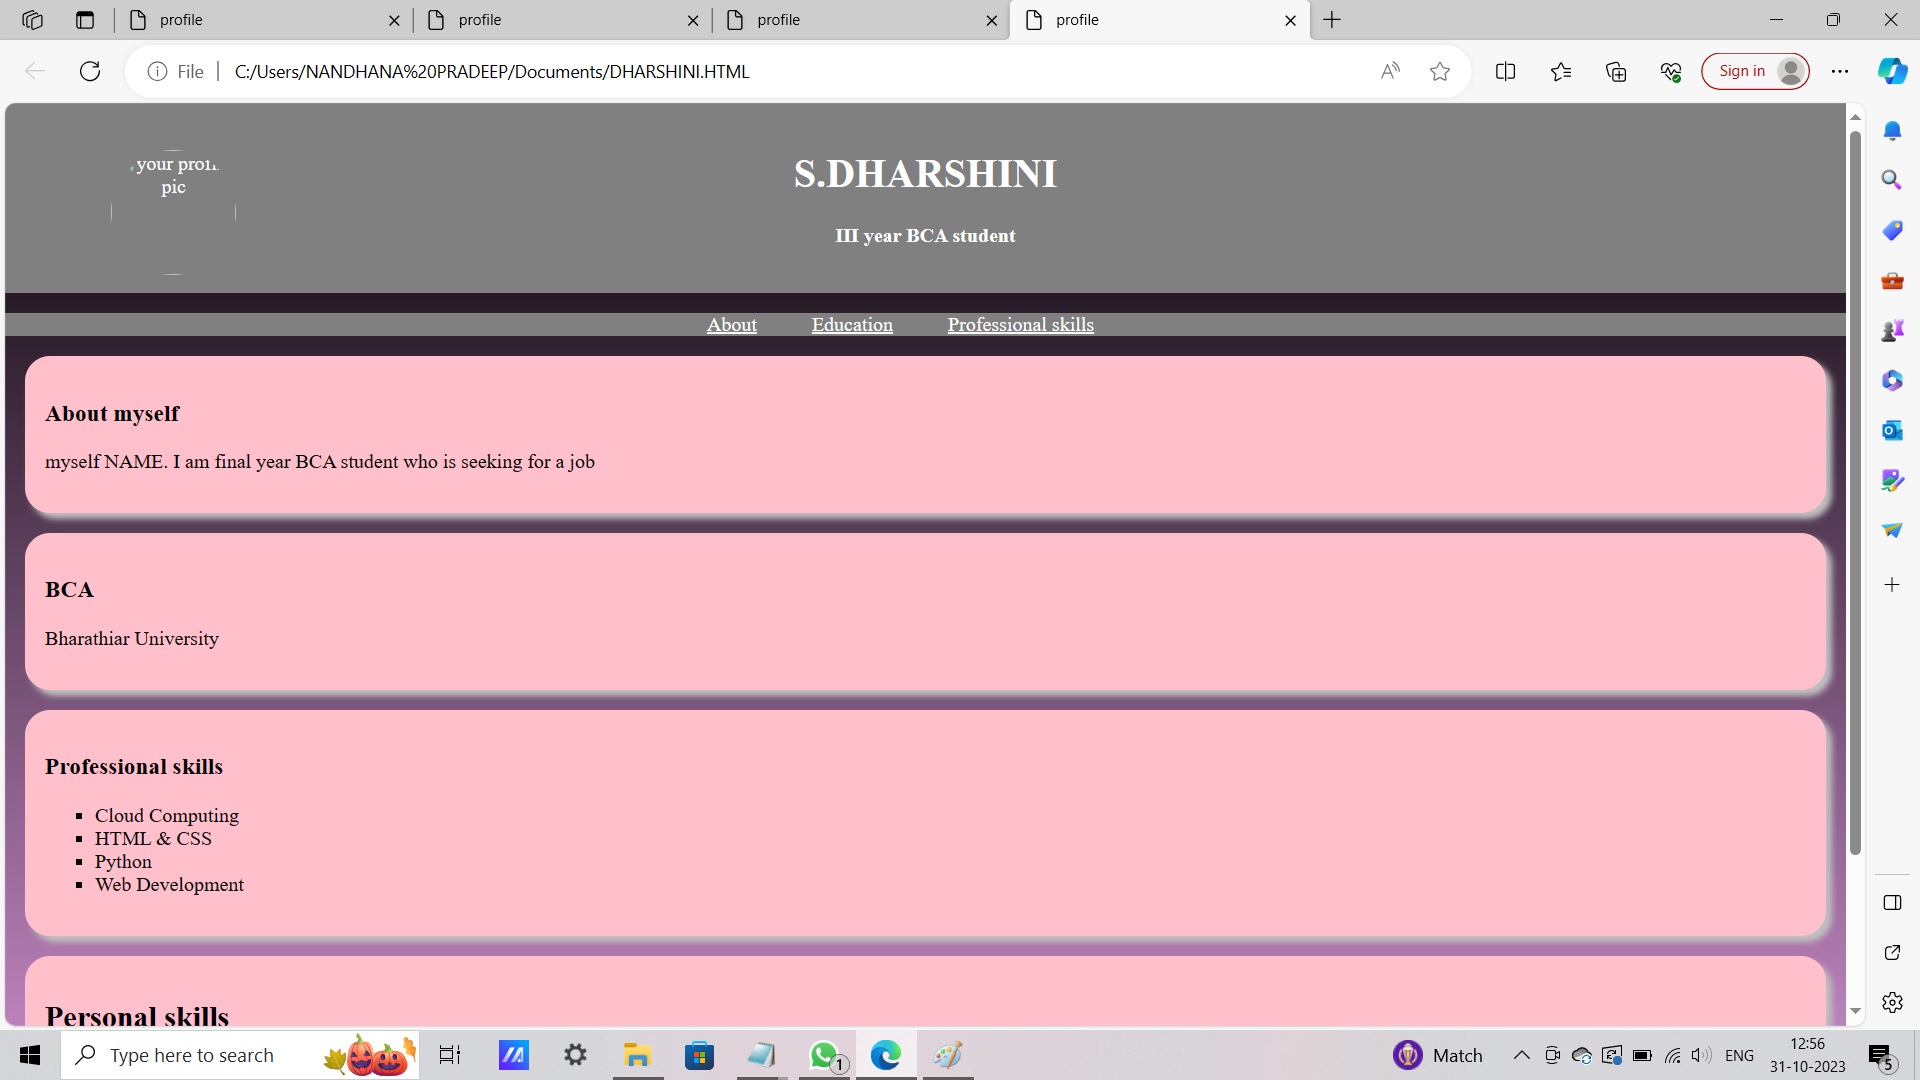 profile
profile
profile
profile
File
C:/Users/NANDHANA%20PRADEEP/Documents/DHARSHINI.HTML
Sign in
your
pic
S.DHARSHINI
III year BCA student
About
Education
Professional skills
About myself
myself NAME. I am final year BCA student who is seeking for a job
BCA
Bharathiar University
Professional skills
Cloud Computing
HTML & CSS
Python
Web Development
Personal skills
Type here to search
1
Match
ENG
12:56
31-10-2023
5